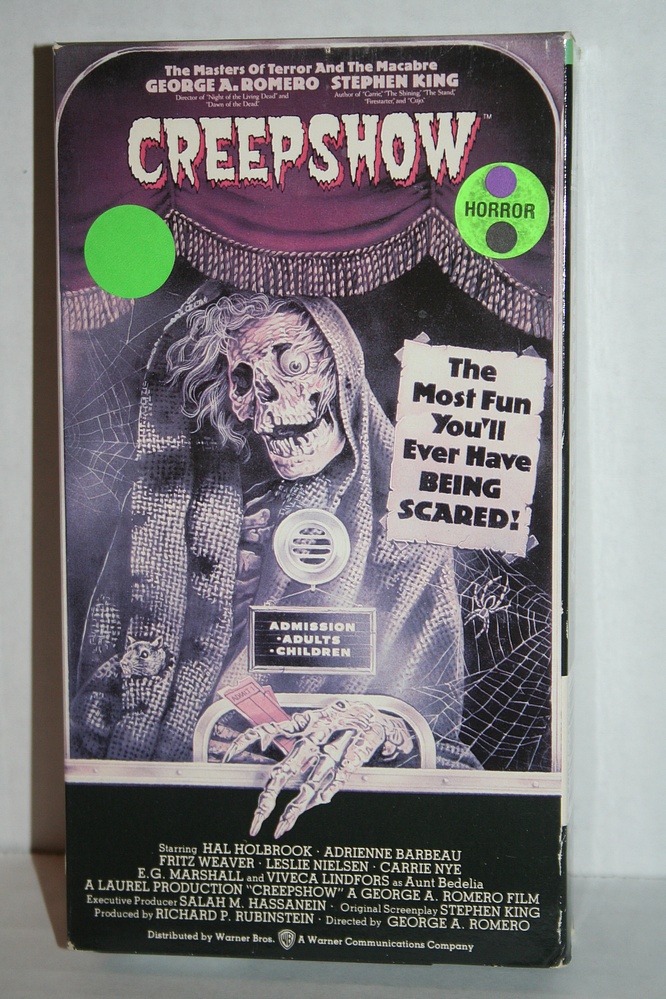 The Masters Of Terror And The Macabre
GEORGE A. ROMERO STEPHEN KING
Director of "Night of the Living Dead" and
"Dawn of the Dead"
Author of "Carrie," "The Shining," "The Stand,"
"Firestarter," and "Cujo."
CREEPSHOW™
HORROR
The
Most Fun
You'll
Ever Have
BEING
SCARED!
ADMISSION
·ADULTS
·CHILDREN
ADMIT
Starring HAL HOLBROOK · ADRIENNE BARBEAU
FRITZ WEAVER · LESLIE NIELSEN · CARRIE NYE
E.G. MARSHALL and VIVECA LINDFORS as Aunt Bedelia
A LAUREL PRODUCTION "CREEPSHOW" A GEORGE A. ROMERO FILM
Executive Producer SALAH M. HASSANEIN · Original Screenplay STEPHEN KING
Produced by RICHARD P. RUBINSTEIN · Directed by GEORGE A. ROMERO
Distributed by Warner Bros. WB A Warner Communications Company